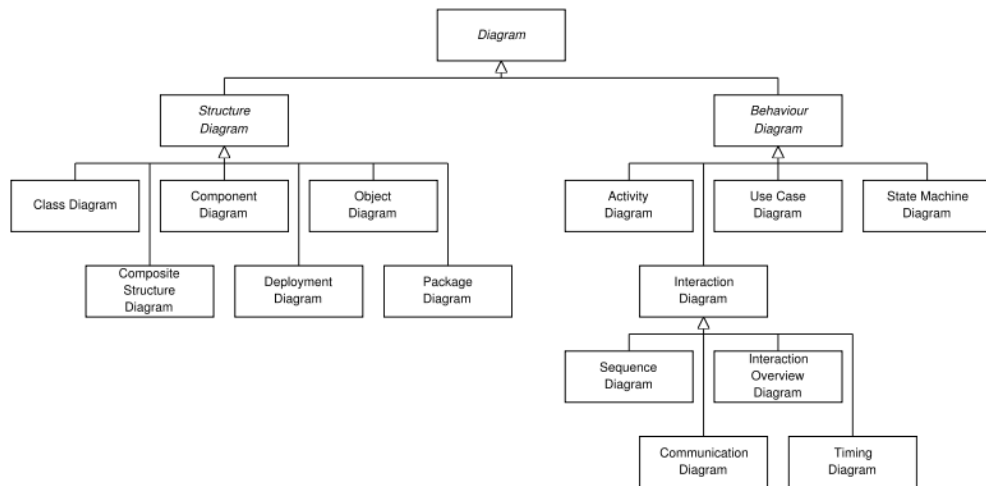 Diagram
Structure
Diagram
Behaviour
Diagram
Class Diagram
Component
Diagram
Object
Diagram
Activity
Diagram
Use Case
Diagram
State Machine
Diagram
Composite
Structure
Diagram
Deployment
Diagram
Package
Diagram
Interaction
Diagram
Sequence
Diagram
Interaction
Overview
Diagram
Communication
Diagram
Timing
Diagram